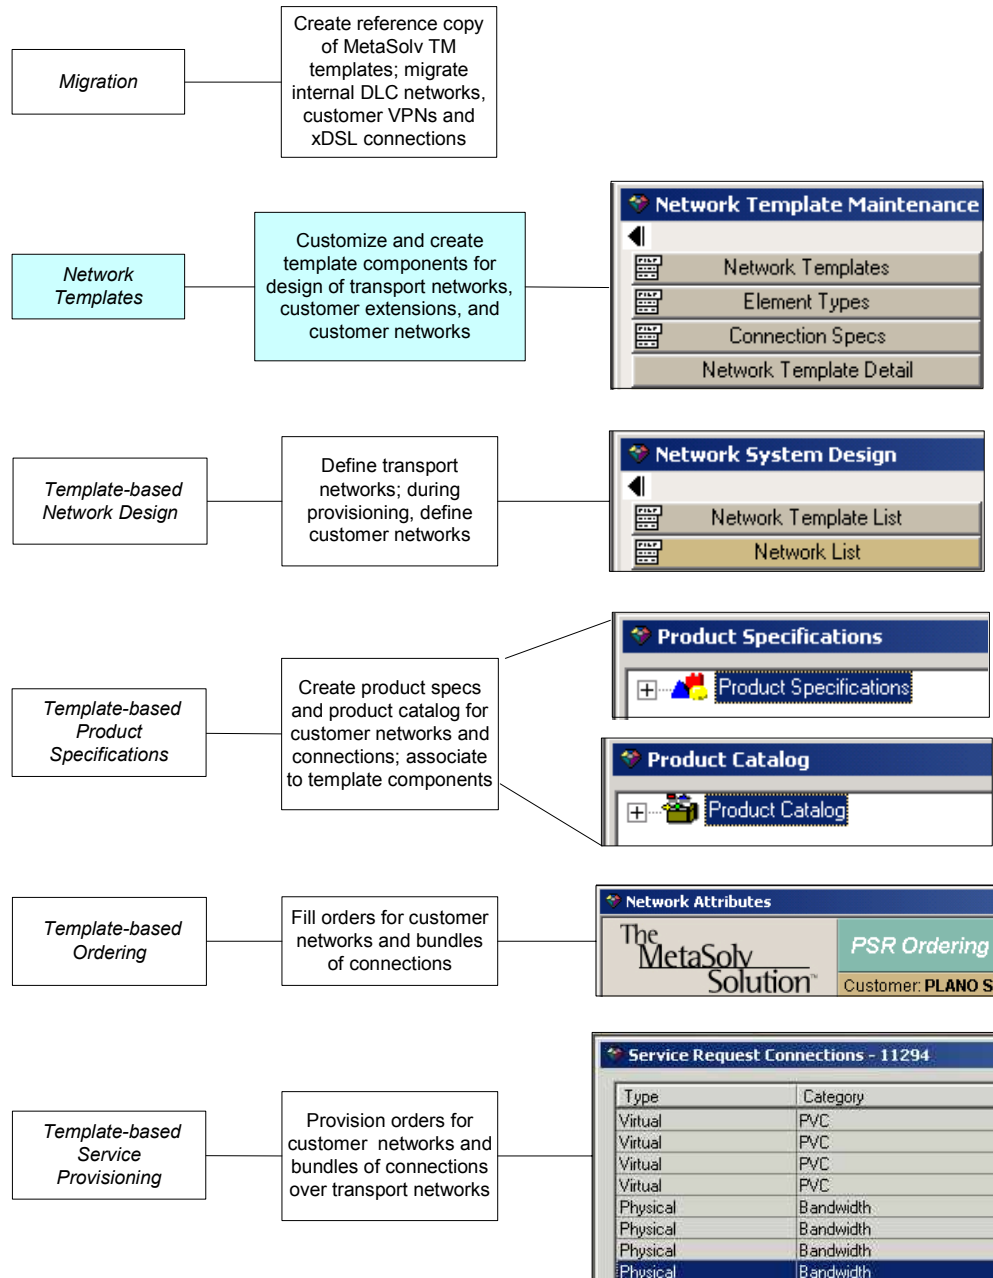 Migration
Create reference copy
of MetaSolv TM
templates; migrate
internal DLC networks,
customer VPNs and
xDSL connections
Network
Templates
Customize and create
template components for
design of transport networks,
customer extensions, and
customer networks
Network Template Maintenance
Network Templates
Element Types
Connection Specs
Network Template Detail
Template-based
Network Design
Define transport
networks; during
provisioning, define
customer networks
Network System Design
Network Template List
Network List
Template-based
Product
Specifications
Create product specs
and product catalog for
customer networks and
connections; associate
to template components
Product Specifications
Product Specifications
Product Catalog
Product Catalog
Template-based
Ordering
Fill orders for customer
networks and bundles
of connections
Network Attributes
The
MetaSolv
Solution™
PSR Ordering
Customer: PLANO S
Template-based
Service
Provisioning
Provision orders for
customer networks and
bundles of connections
over transport networks
Service Request Connections - 11294
Type Category
Virtual PVC
Virtual PVC
Virtual PVC
Virtual PVC
Physical Bandwidth
Physical Bandwidth
Physical Bandwidth
Physical Bandwidth